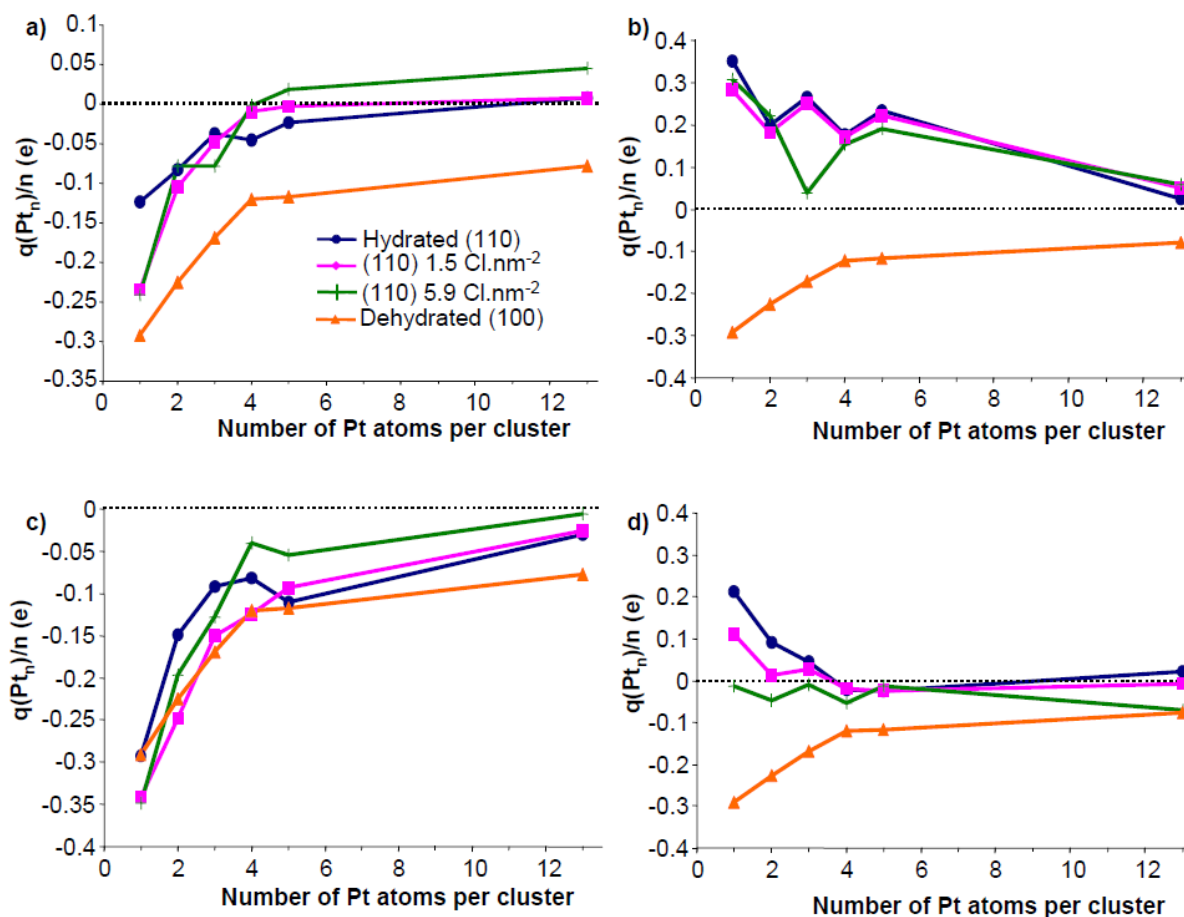 a)
0.1
0.05
0
-0.05
-0.1
-0.15
-0.2
-0.25
-0.3
-0.35
q(Ptn)/n (e)
Hydrated (110)
(110) 1.5 Cl.nm-2
(110) 5.9 Cl.nm-2
Dehydrated (100)
0 2 4 6 8 10 12
Number of Pt atoms per cluster
b)
0.4
0.3
0.2
0.1
0
-0.1
-0.2
-0.3
-0.4
q(Ptn)/n (e)
0 2 4 6 8 10 12
Number of Pt atoms per cluster
c)
0
-0.05
-0.1
-0.15
-0.2
-0.25
-0.3
-0.35
-0.4
q(Ptn)/n (e)
0 2 4 6 8 10 12
Number of Pt atoms per cluster
d)
0.4
0.3
0.2
0.1
0
-0.1
-0.2
-0.3
-0.4
q(Ptn)/n (e)
0 2 4 6 8 10 12
Number of Pt atoms per cluster